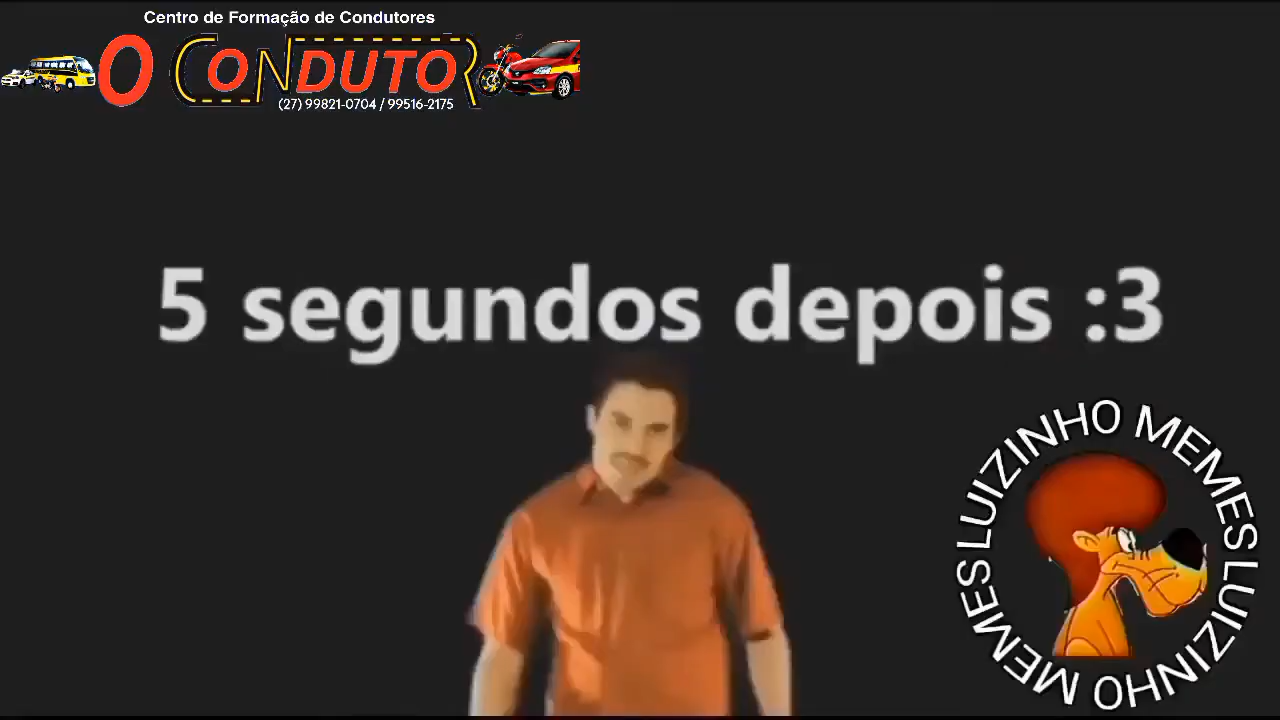 Centro de Formação de Condutores
O CONDUTOR
(27) 99821-0704 / 99516-2175
5 segundos depois :3
LUIZINHO MEMES LUIZINHO MEMES